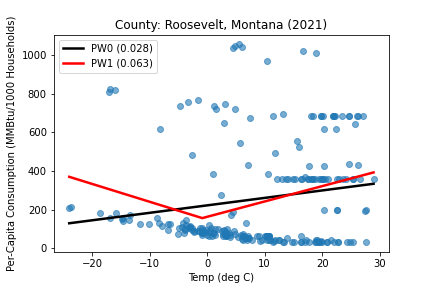 County: Roosevelt, Montana (2021)
PW0 (0.028)
PW1 (0.063)
Per-Capita Consumption (MMBtu/1000 Households)
1000
800
600
400
200
0
−20
−10
0
10
20
30
Temp (deg C)